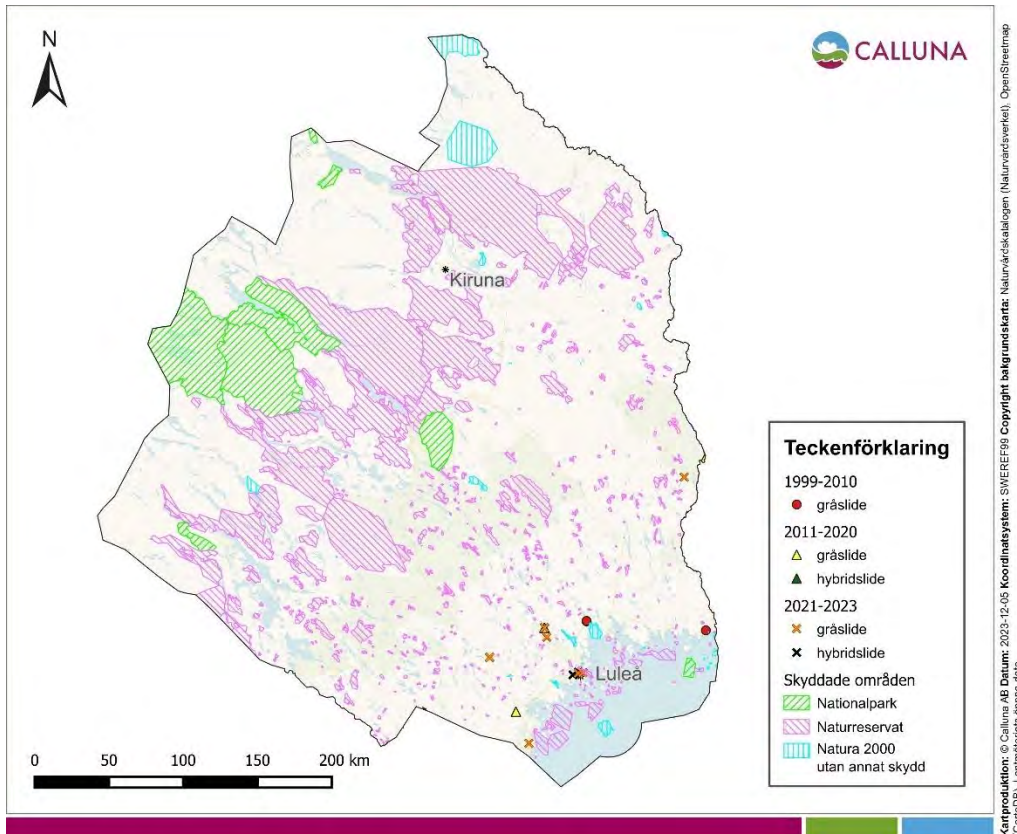 N
CALLUNA
Kiruna
Luleå
Teckenförklaring
1999-2010
gråslide
2011-2020
gråslide
hybridslide
2021-2023
gråslide
hybridslide
Skyddade områden
Nationalpark
Naturreservat
Natura 2000
utan annat skydd
0 50 100 150 200 km
Kartproduktion: © Calluna AB Datum: 2023-12-05 Koordinatsystem: SWEREF99 Copyright bakgrundskarta: Naturvårdskatalogen (Naturvårdsverket), OpenStreetmap